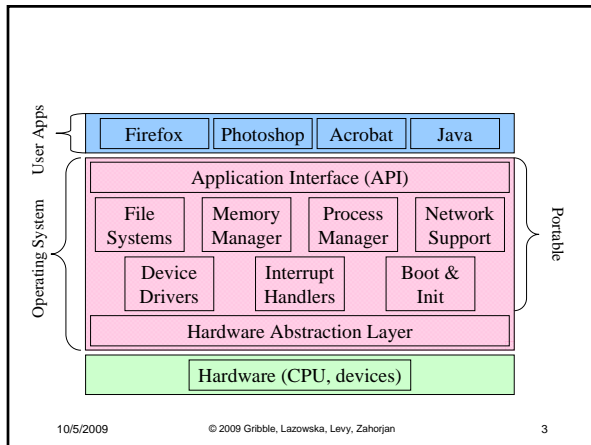 User Apps
Firefox
Photoshop
Acrobat
Java
Operating System
Application Interface (API)
File
Systems
Memory
Manager
Process
Manager
Network
Support
Device
Drivers
Interrupt
Handlers
Boot &
Init
Hardware Abstraction Layer
Portable
Hardware (CPU, devices)
10/5/2009
© 2009 Gribble, Lazowska, Levy, Zahorjan
3